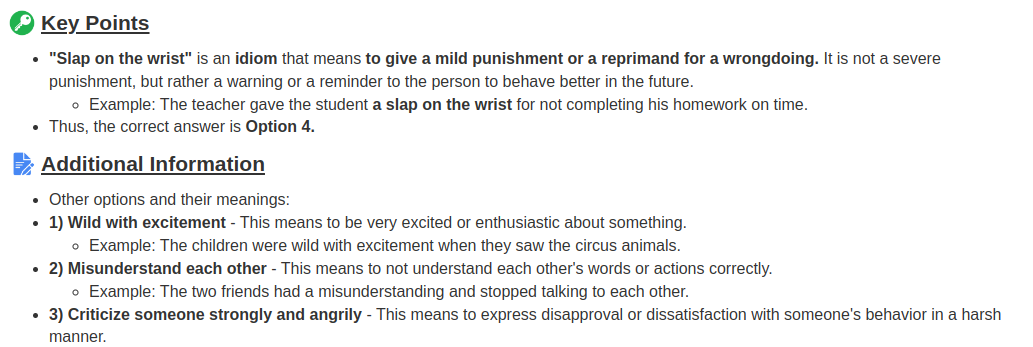 Key Points
• "Slap on the wrist" is an idiom that means to give a mild punishment or a reprimand for a wrongdoing. It is not a severe
punishment, but rather a warning or a reminder to the person to behave better in the future.
◦ Example: The teacher gave the student a slap on the wrist for not completing his homework on time.
• Thus, the correct answer is Option 4.
Additional Information
• Other options and their meanings:
• 1) Wild with excitement - This means to be very excited or enthusiastic about something.
◦ Example: The children were wild with excitement when they saw the circus animals.
• 2) Misunderstand each other - This means to not understand each other's words or actions correctly.
◦ Example: The two friends had a misunderstanding and stopped talking to each other.
• 3) Criticize someone strongly and angrily - This means to express disapproval or dissatisfaction with someone's behavior in a harsh
manner.